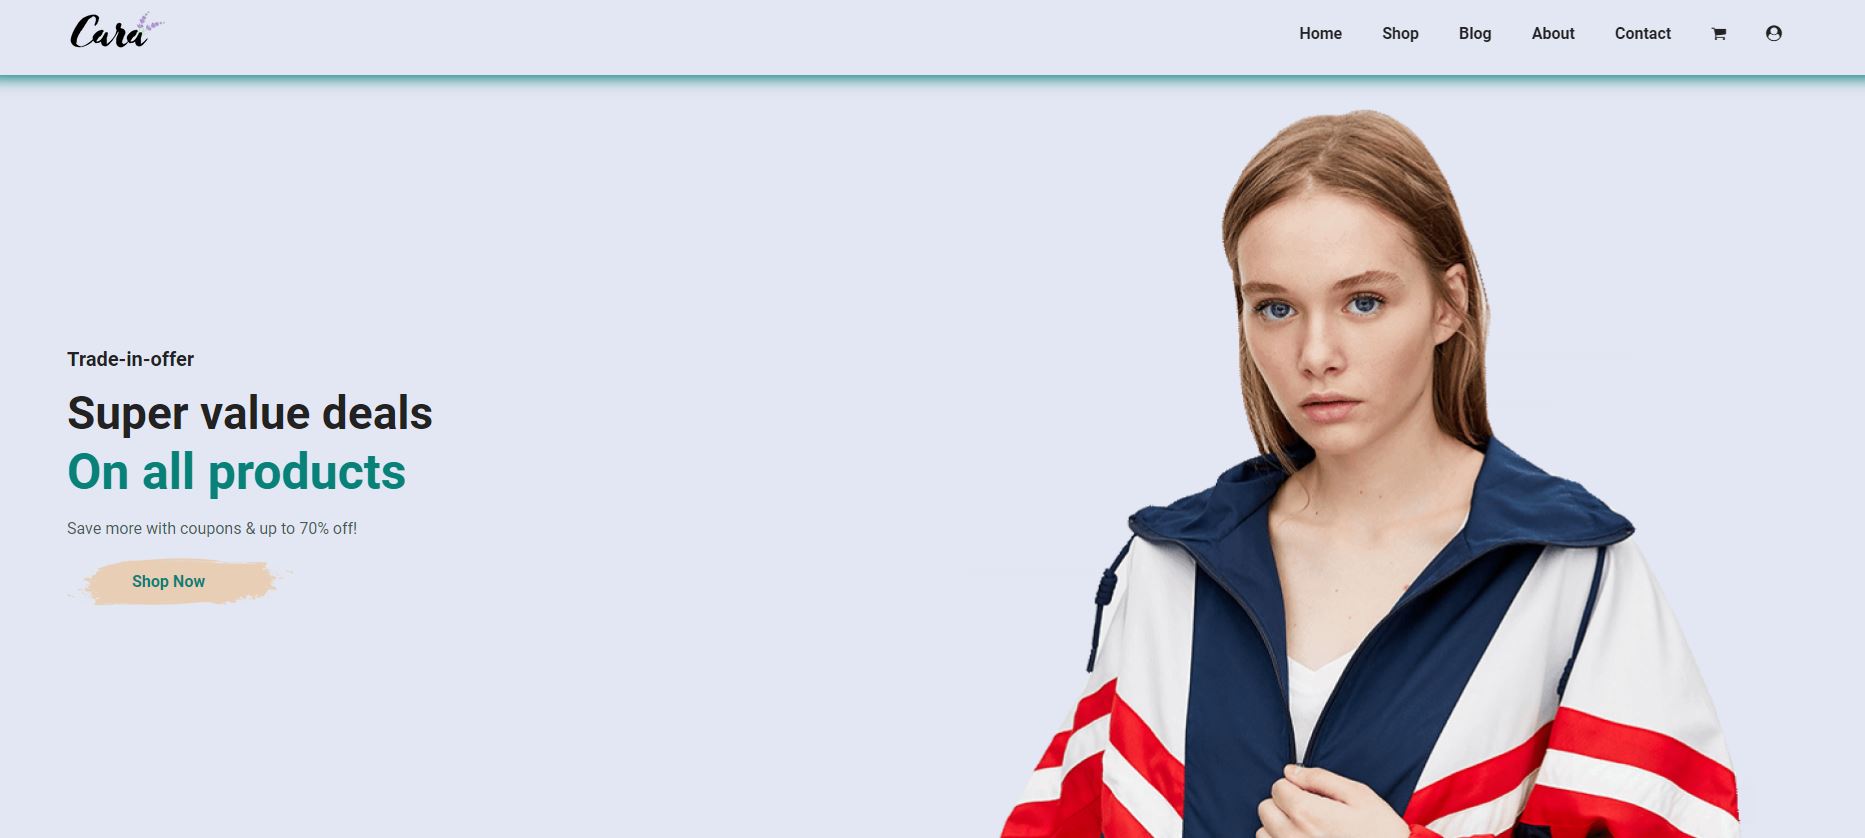 Cara
Home Shop Blog About Contact
Trade-in-offer
Super value deals
On all products
Save more with coupons & up to 70% off!
Shop Now